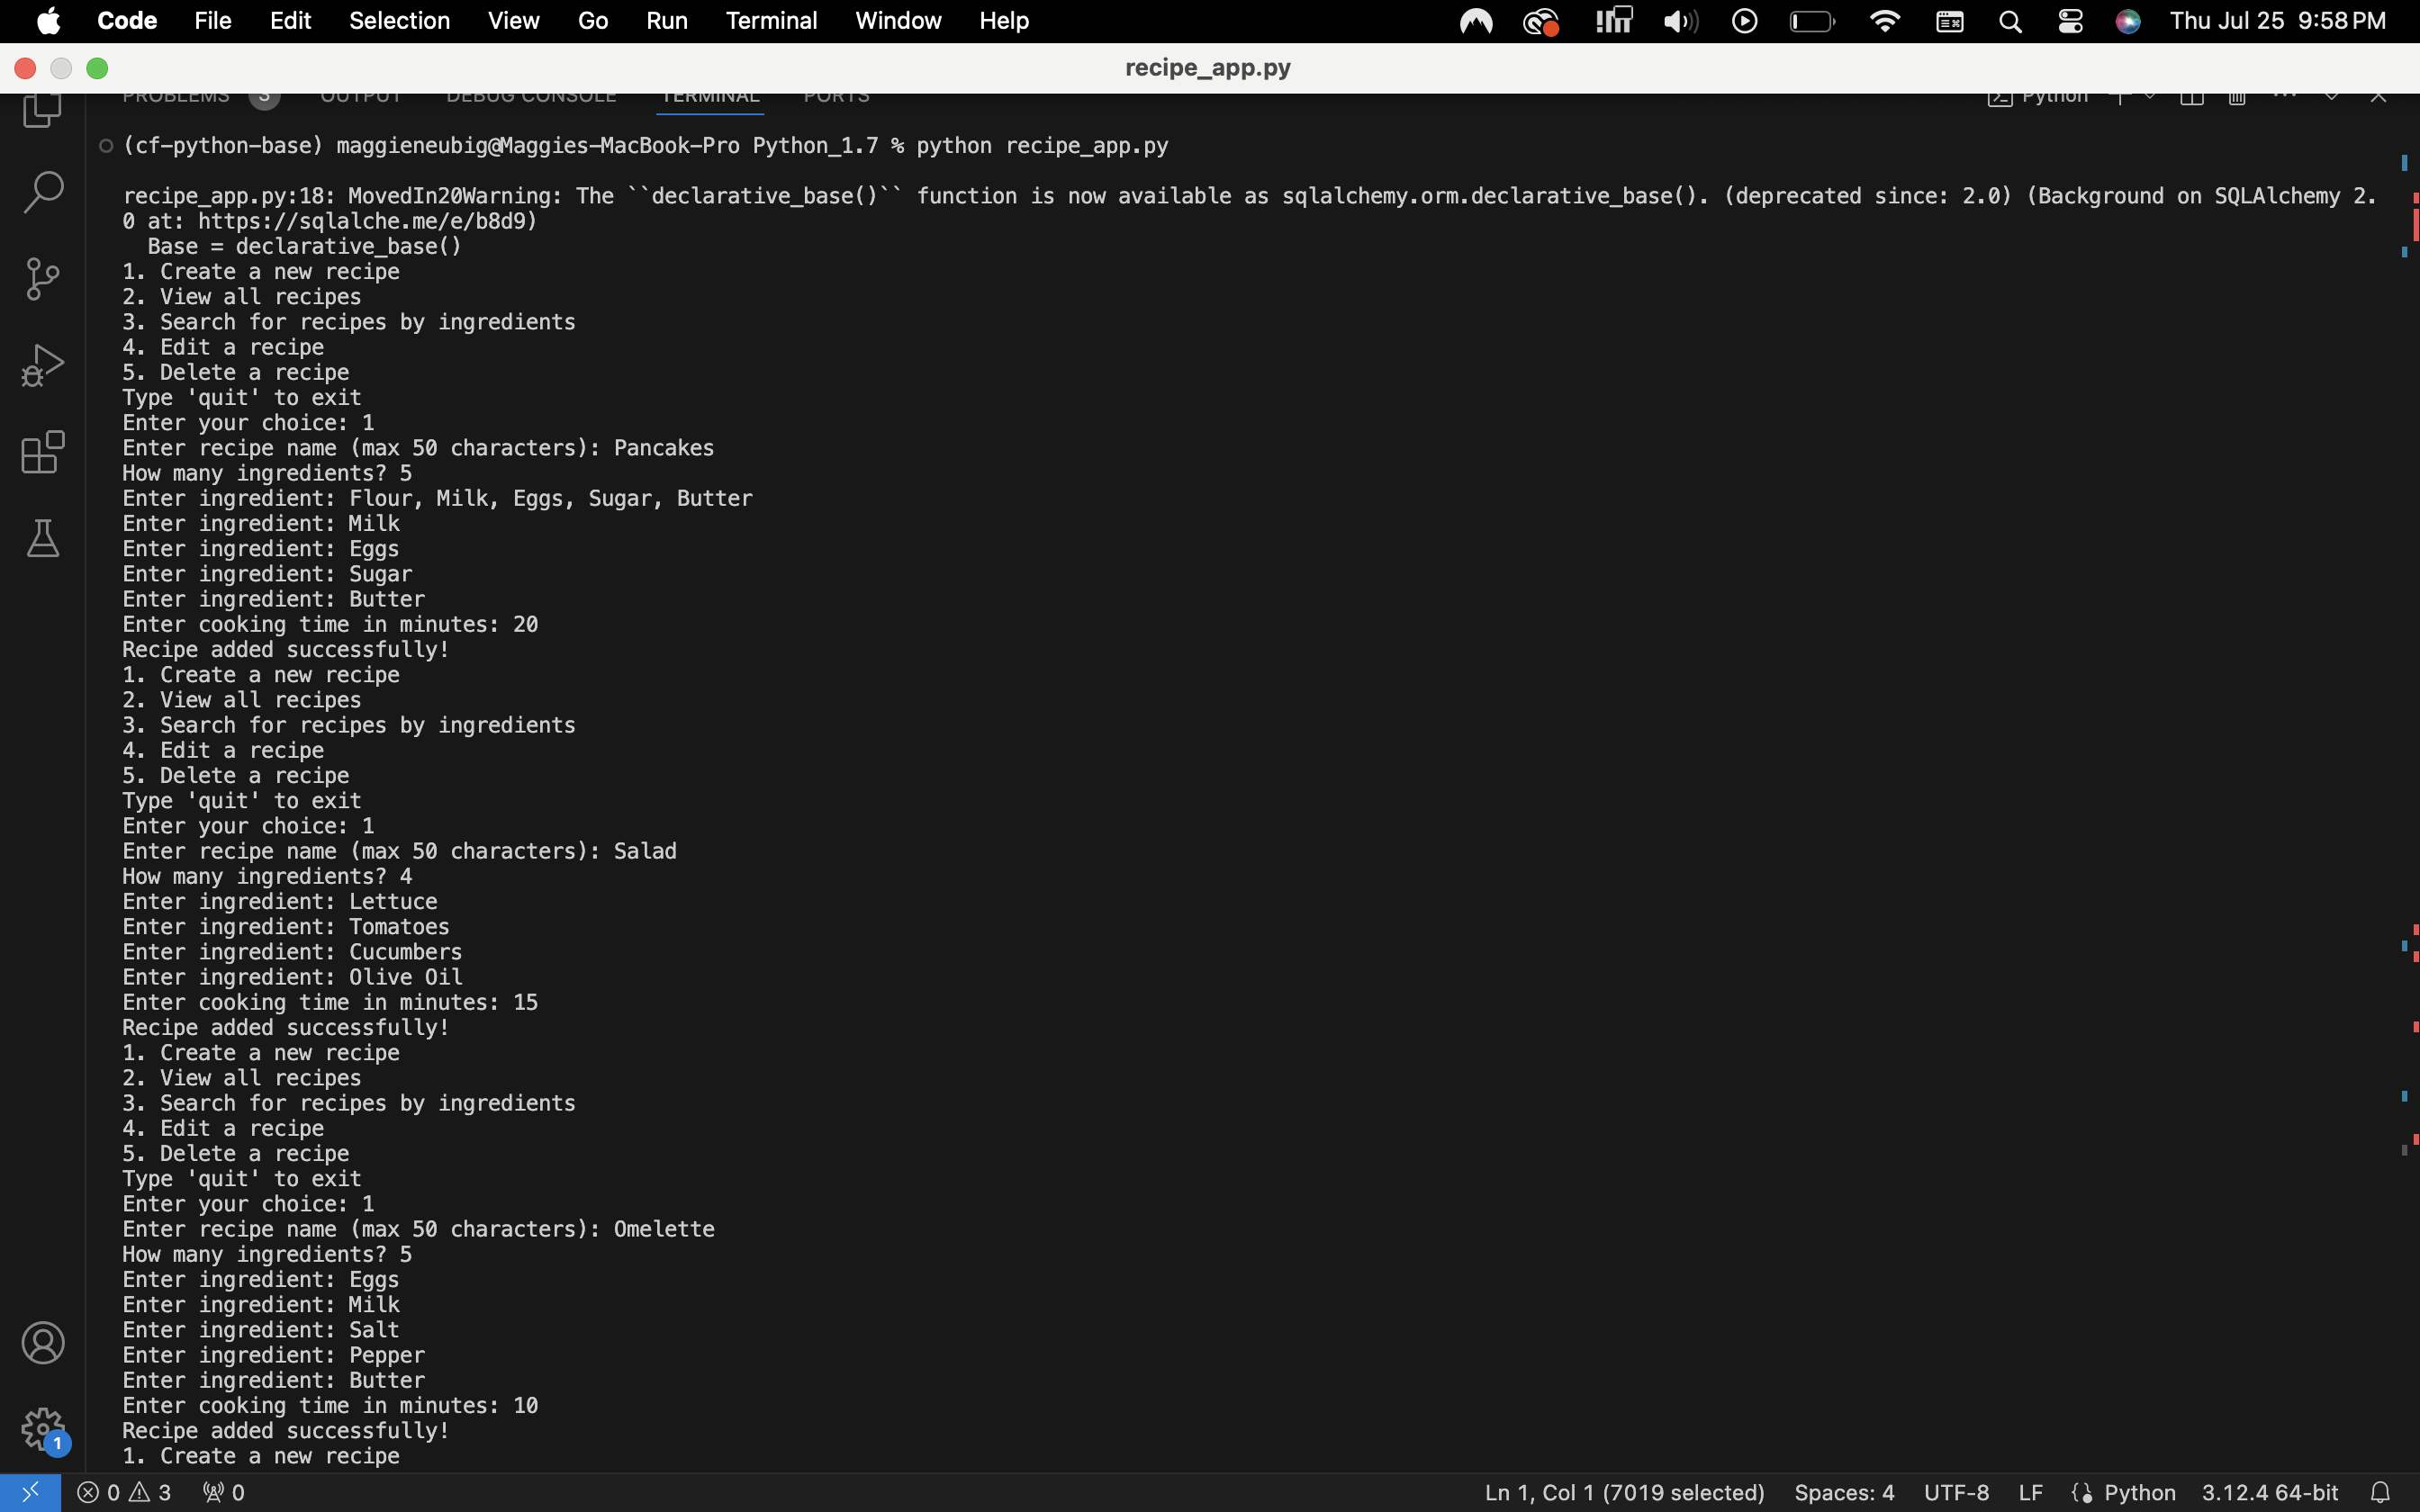 Code File Edit Selection View Go Run Terminal Window Help Thu Jul 25 9:58 PM
recipe_app.py
PROBLEMS 3 OUTPUT DEBUG CONSOLE TERMINAL PORTS Python
(cf-python-base) maggieneubig@Maggies-MacBook-Pro Python_1.7 % python recipe_app.py
recipe_app.py:18: MovedIn20Warning: The ``declarative_base()`` function is now available as sqlalchemy.orm.declarative_base(). (deprecated since: 2.0) (Background on SQLAlchemy 2.
0 at: https://sqlalche.me/e/b8d9)
Base = declarative_base()
1. Create a new recipe
2. View all recipes
3. Search for recipes by ingredients
4. Edit a recipe
5. Delete a recipe
Type 'quit' to exit
Enter your choice: 1
Enter recipe name (max 50 characters): Pancakes
How many ingredients? 5
Enter ingredient: Flour, Milk, Eggs, Sugar, Butter
Enter ingredient: Milk
Enter ingredient: Eggs
Enter ingredient: Sugar
Enter ingredient: Butter
Enter cooking time in minutes: 20
Recipe added successfully!
1. Create a new recipe
2. View all recipes
3. Search for recipes by ingredients
4. Edit a recipe
5. Delete a recipe
Type 'quit' to exit
Enter your choice: 1
Enter recipe name (max 50 characters): Salad
How many ingredients? 4
Enter ingredient: Lettuce
Enter ingredient: Tomatoes
Enter ingredient: Cucumbers
Enter ingredient: Olive Oil
Enter cooking time in minutes: 15
Recipe added successfully!
1. Create a new recipe
2. View all recipes
3. Search for recipes by ingredients
4. Edit a recipe
5. Delete a recipe
Type 'quit' to exit
Enter your choice: 1
Enter recipe name (max 50 characters): Omelette
How many ingredients? 5
Enter ingredient: Eggs
Enter ingredient: Milk
Enter ingredient: Salt
Enter ingredient: Pepper
Enter ingredient: Butter
Enter cooking time in minutes: 10
Recipe added successfully!
1. Create a new recipe
1
0 3 0 Ln 1, Col 1 (7019 selected) Spaces: 4 UTF-8 LF Python 3.12.4 64-bit